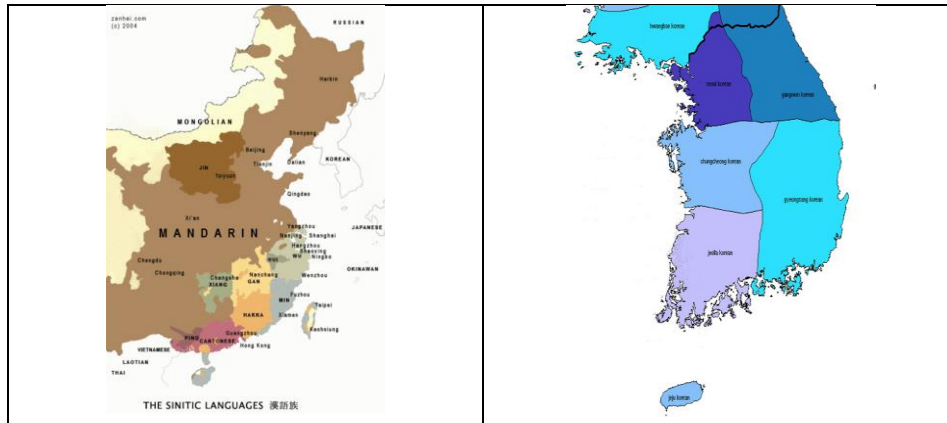 zanhei.com
(c) 2004
RUSSIAN
Harbin
MONGOLIAN
Shenyang
Beijing
JIN
Tianjin
Dalian
KOREAN
Taiyuan
Qingdao
Xi'an
MANDARIN
Yangzhou
Nanjing
Shanghai
JAPANESE
Hangzhou
Shaoxing
HUI
WU
Ningbo
Chengdu
Chongqing
Changsha
Nanchang
Wenzhou
OKINAWAN
XIANG
GAN
Fuzhou
MIN
Taipei
HAKKA
Xiamen
Guangzhou
Kaohsiung
PING
CANTONESE
Hong Kong
VIETNAMESE
LAOTIAN
THAI
THE SINITIC LANGUAGES 漢語族
hwanghae korean
seoul korean
gangwon korean
chungcheong korean
gyeongsang korean
jeolla korean
jeju korean